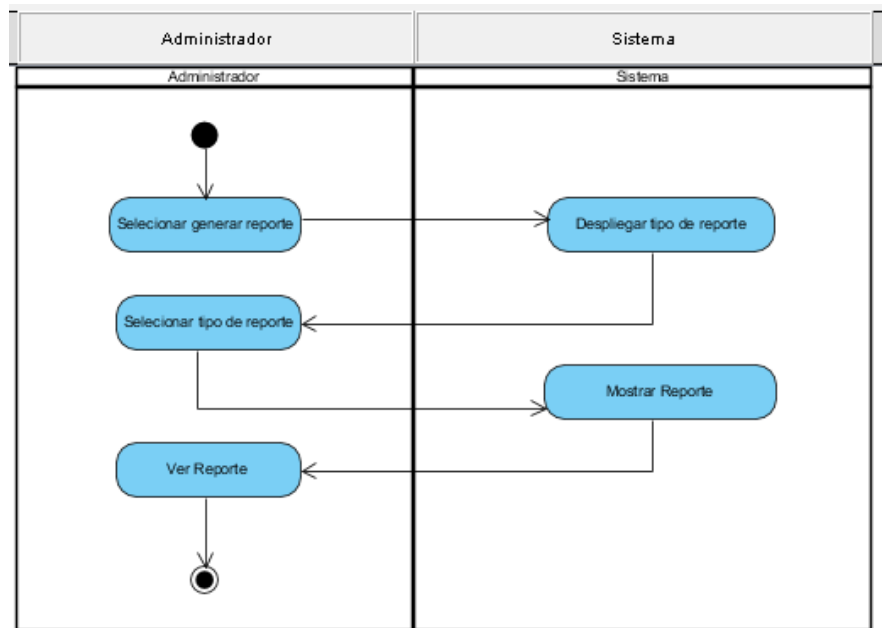 Administrador
Sistema
Administrador
Sistema
Selecionar generar reporte
Despliegar tipo de reporte
Selecionar tipo de reporte
Mostrar Reporte
Ver Reporte